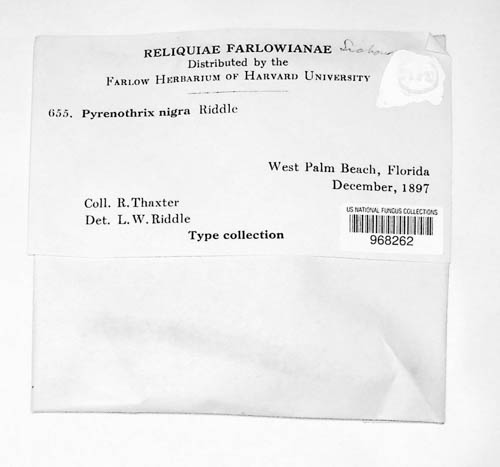 RELIQUIAE FARLOWIANAE
Distributed by the
FARLOW HERBARIUM OF HARVARD UNIVERSITY
655. Pyrenothrix nigra Riddle
West Palm Beach, Florida
December, 1897
Coll. R. Thaxter
Det. L. W. Riddle
Type collection
US NATIONAL FUNGUS COLLECTIONS
968262